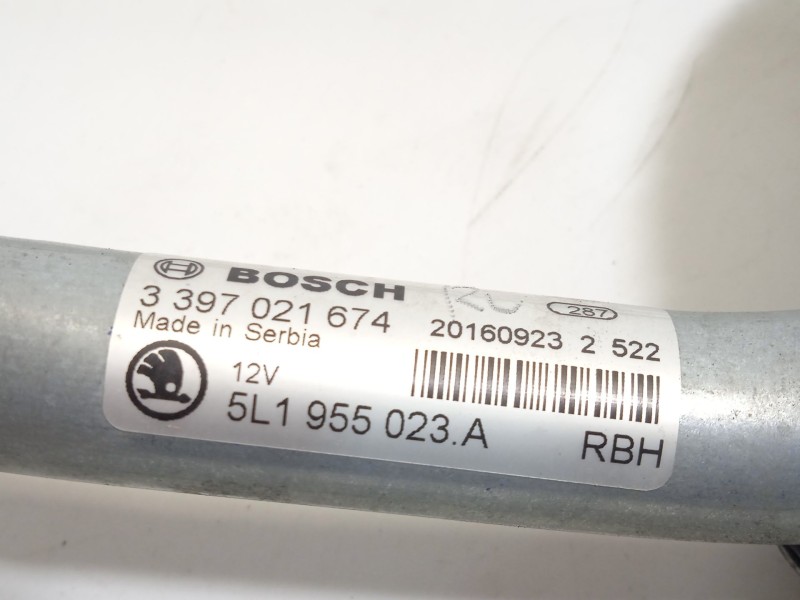 BOSCH
3 397 021 674
Made in Serbia
287
20160923 2 522
12V
5L1 955 023.A
RBH